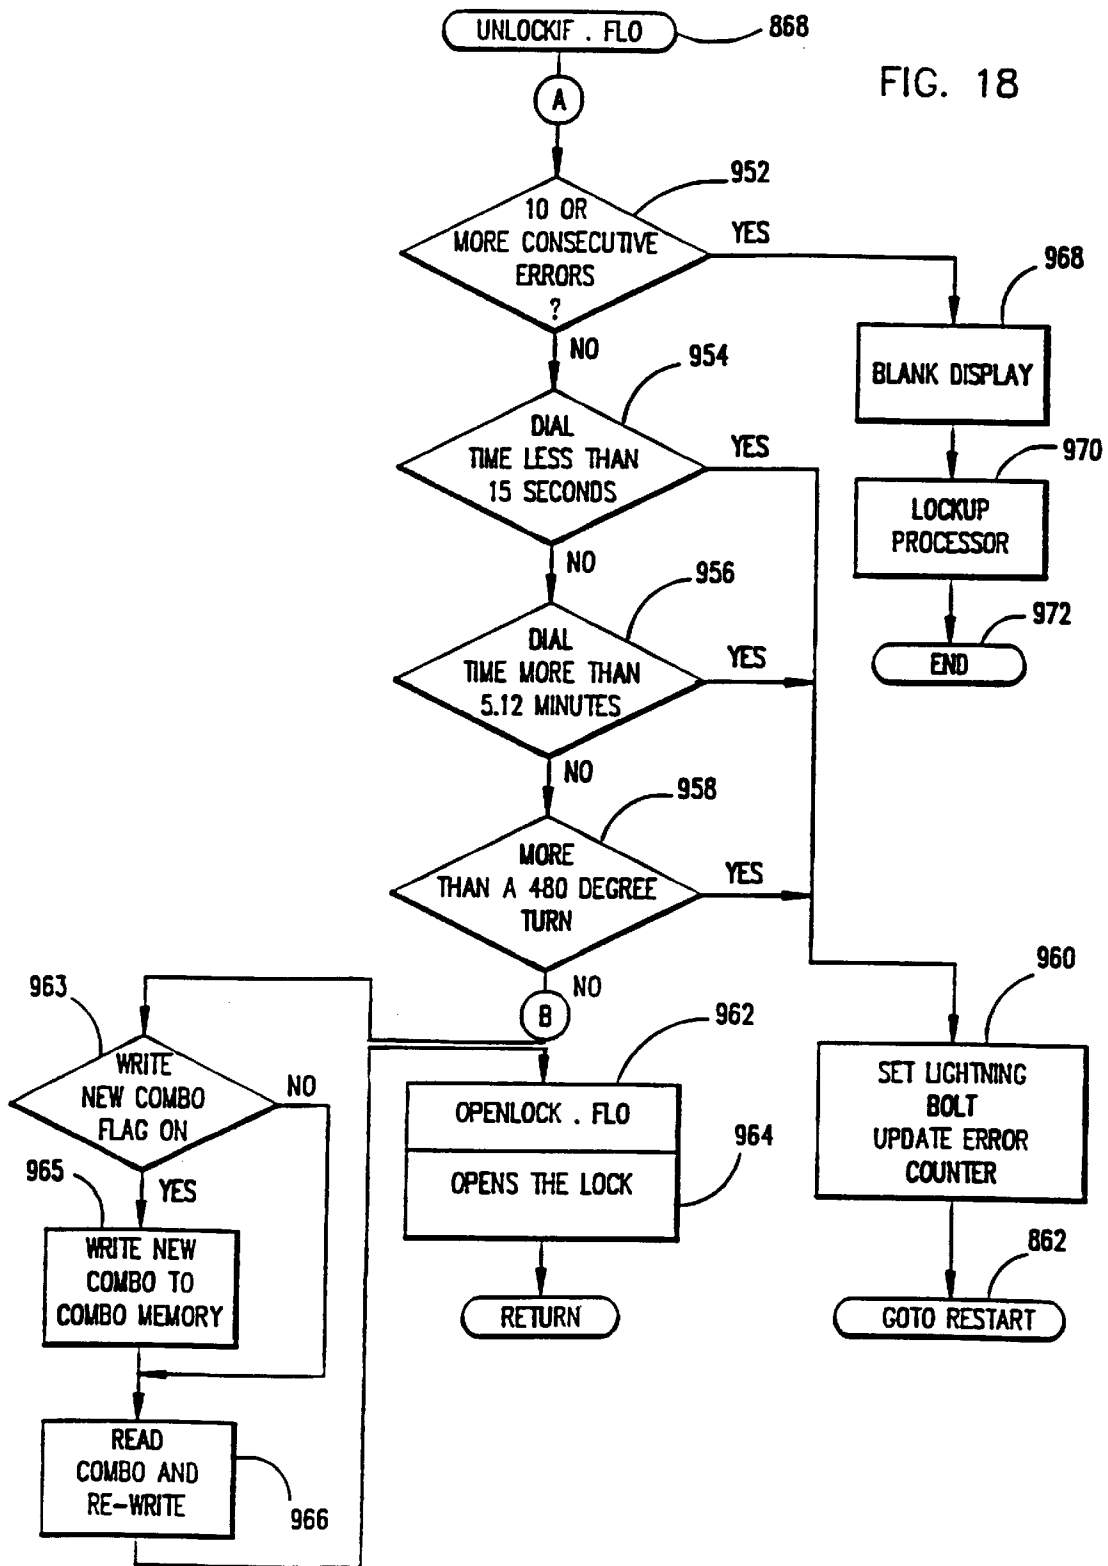 UNLOCKIF . FLO
868
A
FIG. 18
10 OR
MORE CONSECUTIVE
ERRORS
?
952
YES
NO
968
BLANK DISPLAY
954
DIAL
TIME LESS THAN
15 SECONDS
YES
NO
970
LOCKUP
PROCESSOR
956
DIAL
TIME MORE THAN
5.12 MINUTES
YES
NO
972
END
958
MORE
THAN A 480 DEGREE
TURN
YES
NO
B
963
WRITE
NEW COMBO
FLAG ON
NO
YES
962
OPENLOCK . FLO
964
OPENS THE LOCK
960
SET LIGHTNING
BOLT
UPDATE ERROR
COUNTER
965
WRITE NEW
COMBO TO
COMBO MEMORY
RETURN
862
GOTO RESTART
READ
COMBO AND
RE-WRITE
966